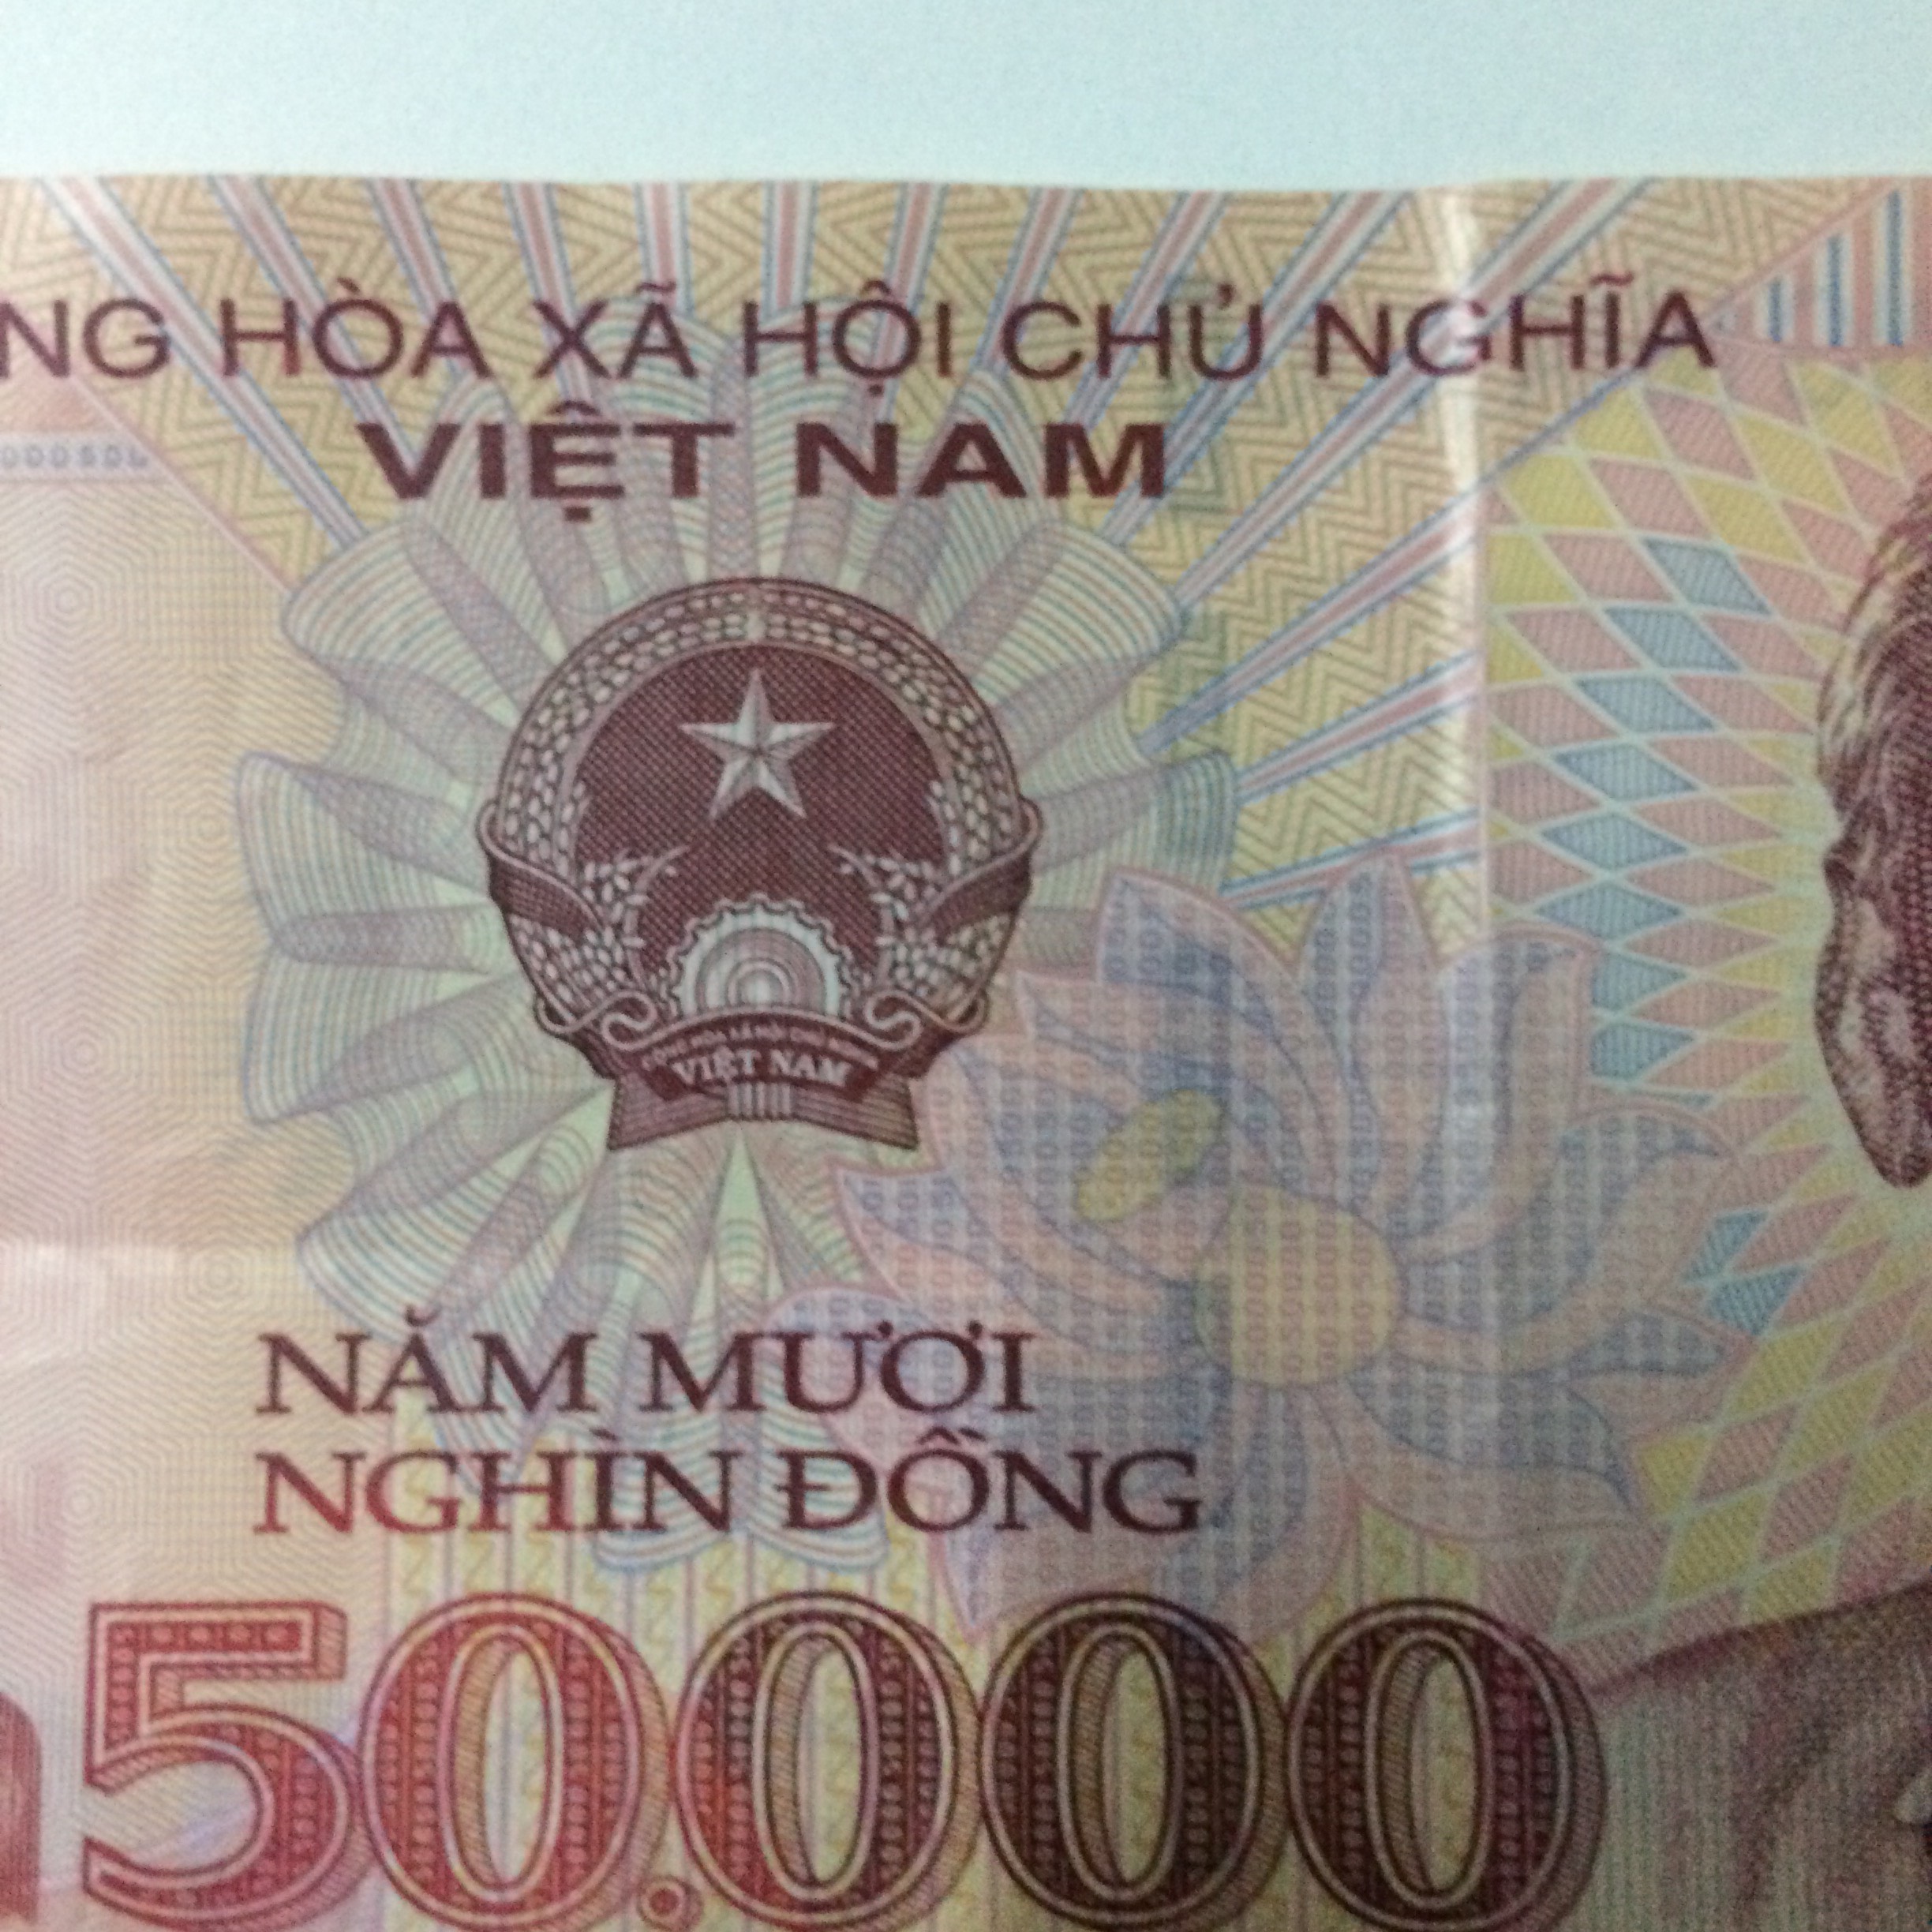 NG HÒA XÃ HỘI CHỦ NGHĨA
VIỆT NAM
VIỆT NAM
NĂM MƯƠI
NGHÌN ĐỒNG
50.000